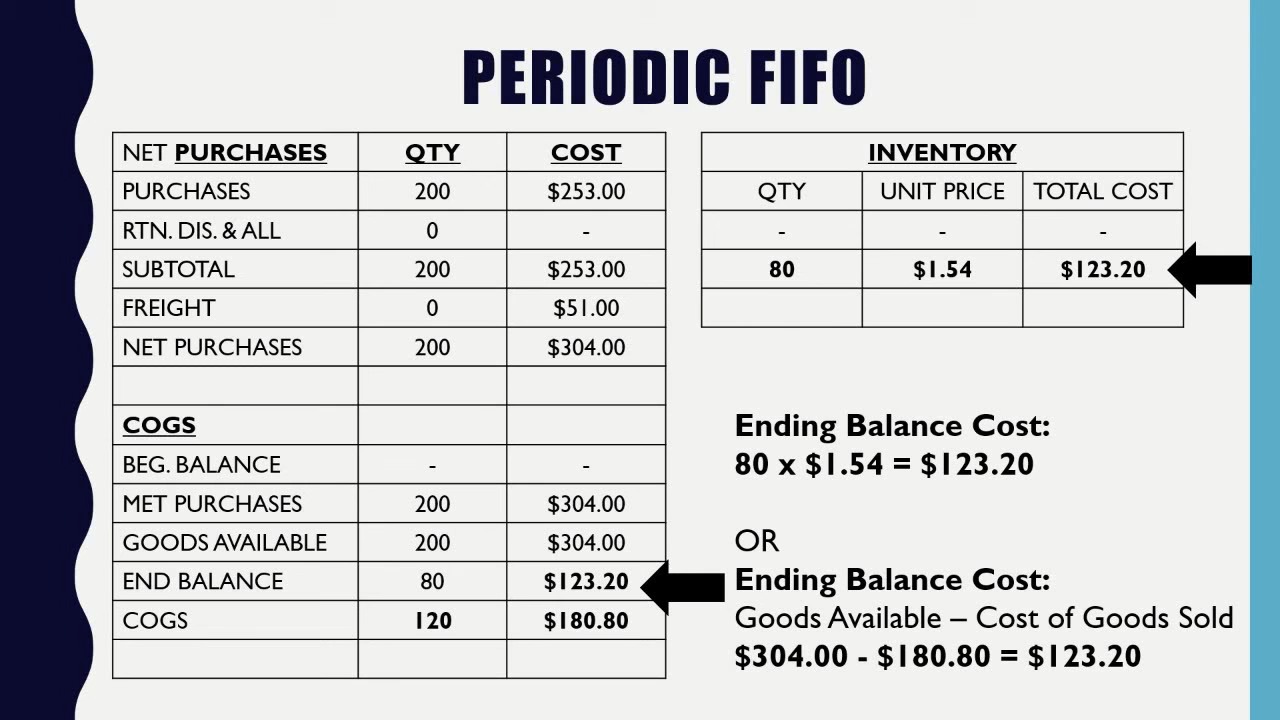 PERIODIC FIFO
NET PURCHASES QTY COST
PURCHASES 200 $253.00
RTN. DIS. & ALL 0 -
SUBTOTAL 200 $253.00
FREIGHT 0 $51.00
NET PURCHASES 200 $304.00
COGS
BEG. BALANCE - -
MET PURCHASES 200 $304.00
GOODS AVAILABLE 200 $304.00
END BALANCE 80 $123.20
COGS 120 $180.80
INVENTORY
QTY UNIT PRICE TOTAL COST
- - -
80 $1.54 $123.20
Ending Balance Cost:
80 x $1.54 = $123.20
OR
Ending Balance Cost:
Goods Available – Cost of Goods Sold
$304.00 - $180.80 = $123.20